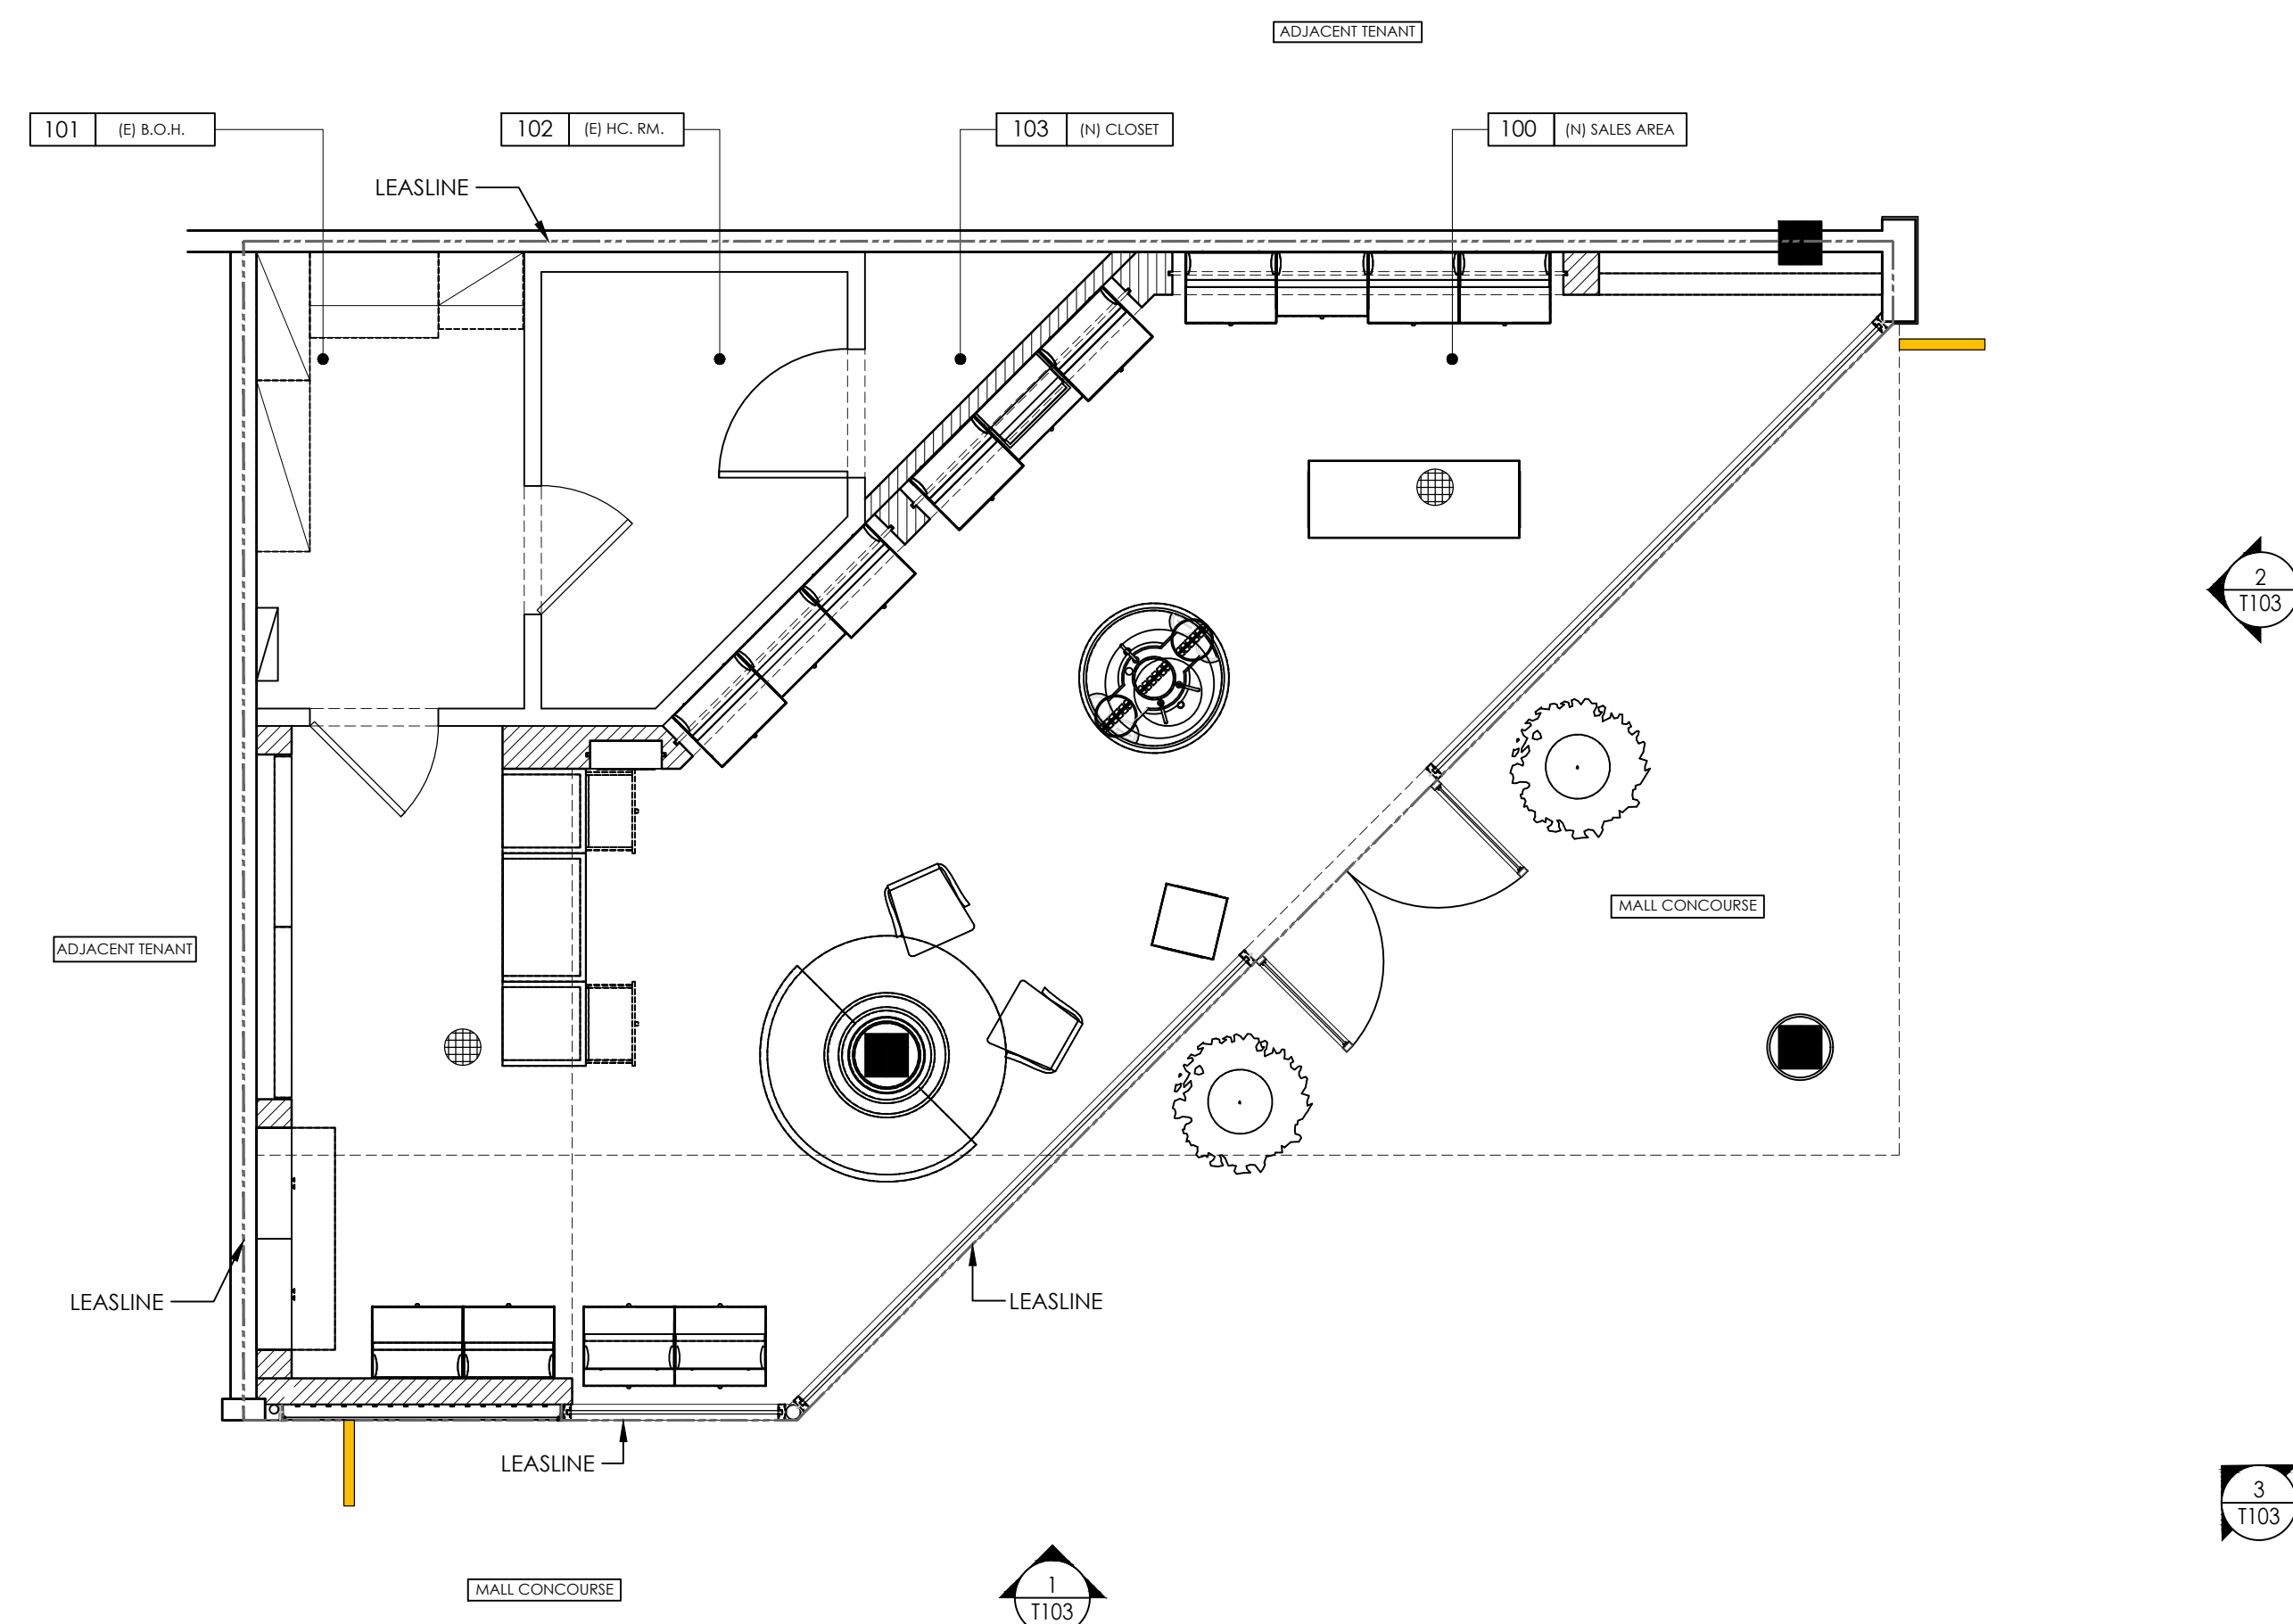 ADJACENT TENANT
101 (E) B.O.H.
102 (E) HC. RM.
103 (N) CLOSET
100 (N) SALES AREA
LEASLINE
2
T103
MALL CONCOURSE
ADJACENT TENANT
LEASLINE
LEASLINE
LEASLINE
3
T103
MALL CONCOURSE
1
T103